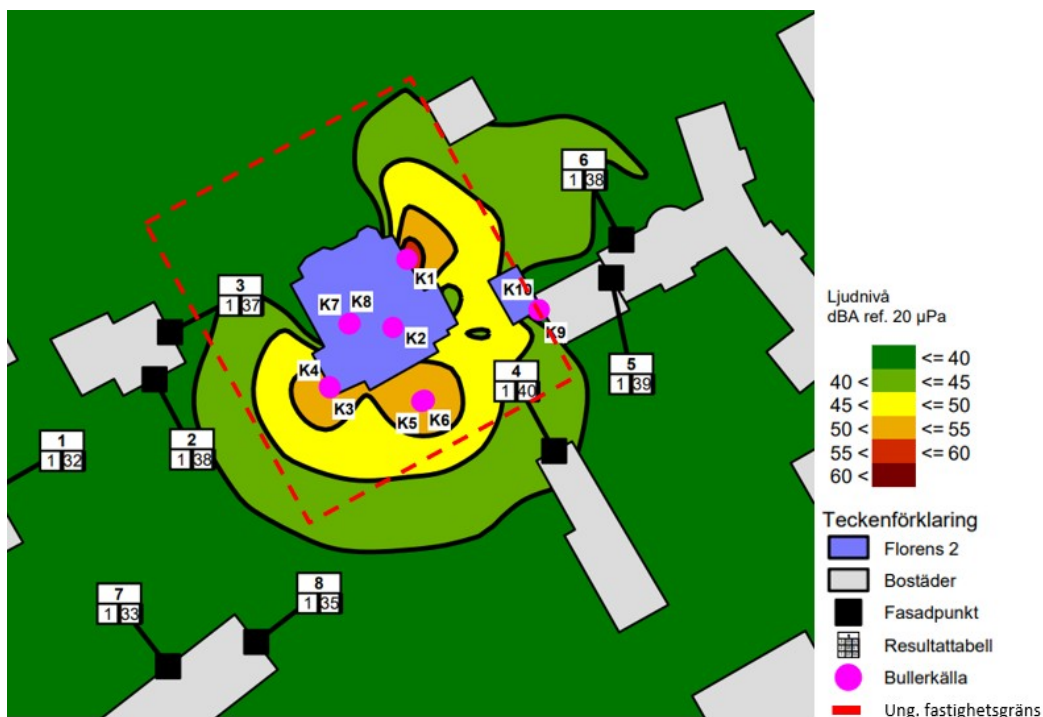 6
1 38
K1
3
1 37
K10
K7 K8
K2
K9
K4
K3
K5 K6
4
1 40
5
1 39
1
1 32
2
1 38
7
1 33
8
1 35
Ljudnivå
dBA ref. 20 µPa
<= 40
40 < <= 45
45 < <= 50
50 < <= 55
55 < <= 60
60 <
Teckenförklaring
Florens 2
Bostäder
Fasadpunkt
Resultattabell
Bullerkälla
Ung. fastighetsgräns